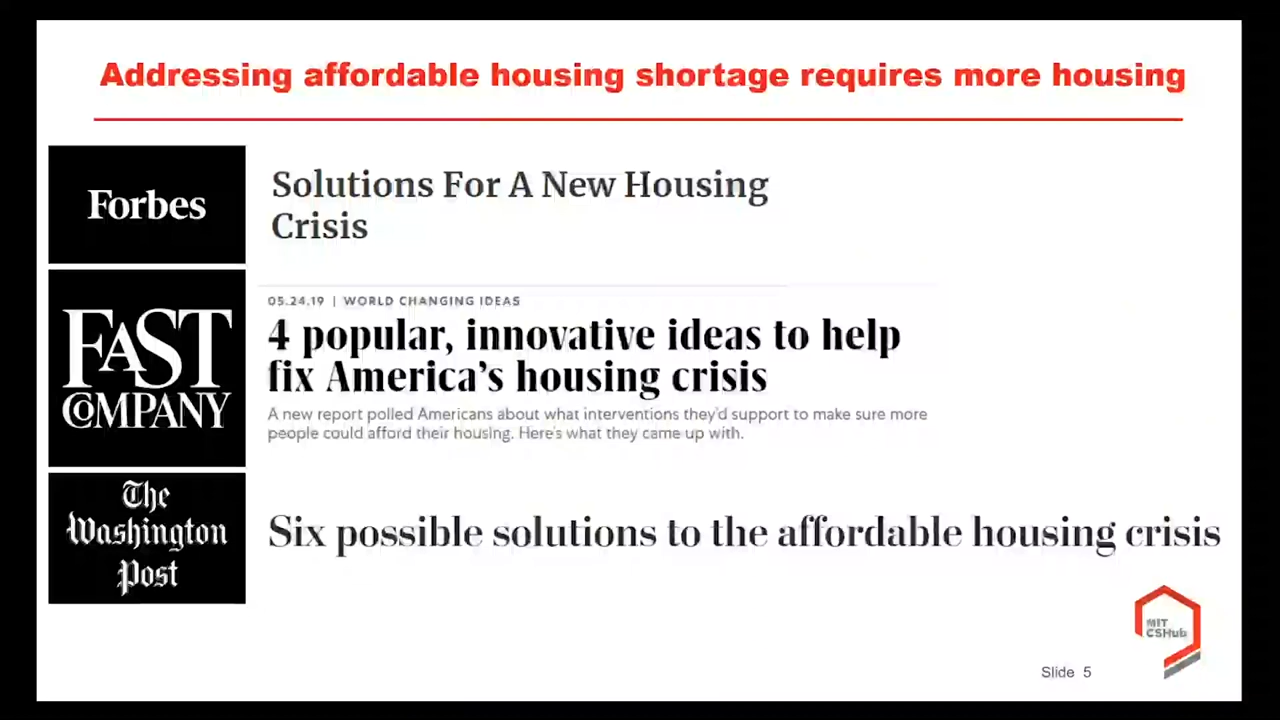 Addressing affordable housing shortage requires more housing
Forbes
Solutions For A New Housing
Crisis
FAST
COMPANY
05.24.19 | WORLD CHANGING IDEAS
4 popular, innovative ideas to help
fix America's housing crisis
A new report polled Americans about what interventions they'd support to make sure more
people could afford their housing. Here's what they came up with.
The
Washington
Post
Six possible solutions to the affordable housing crisis
MIT
CSHub
Slide 5